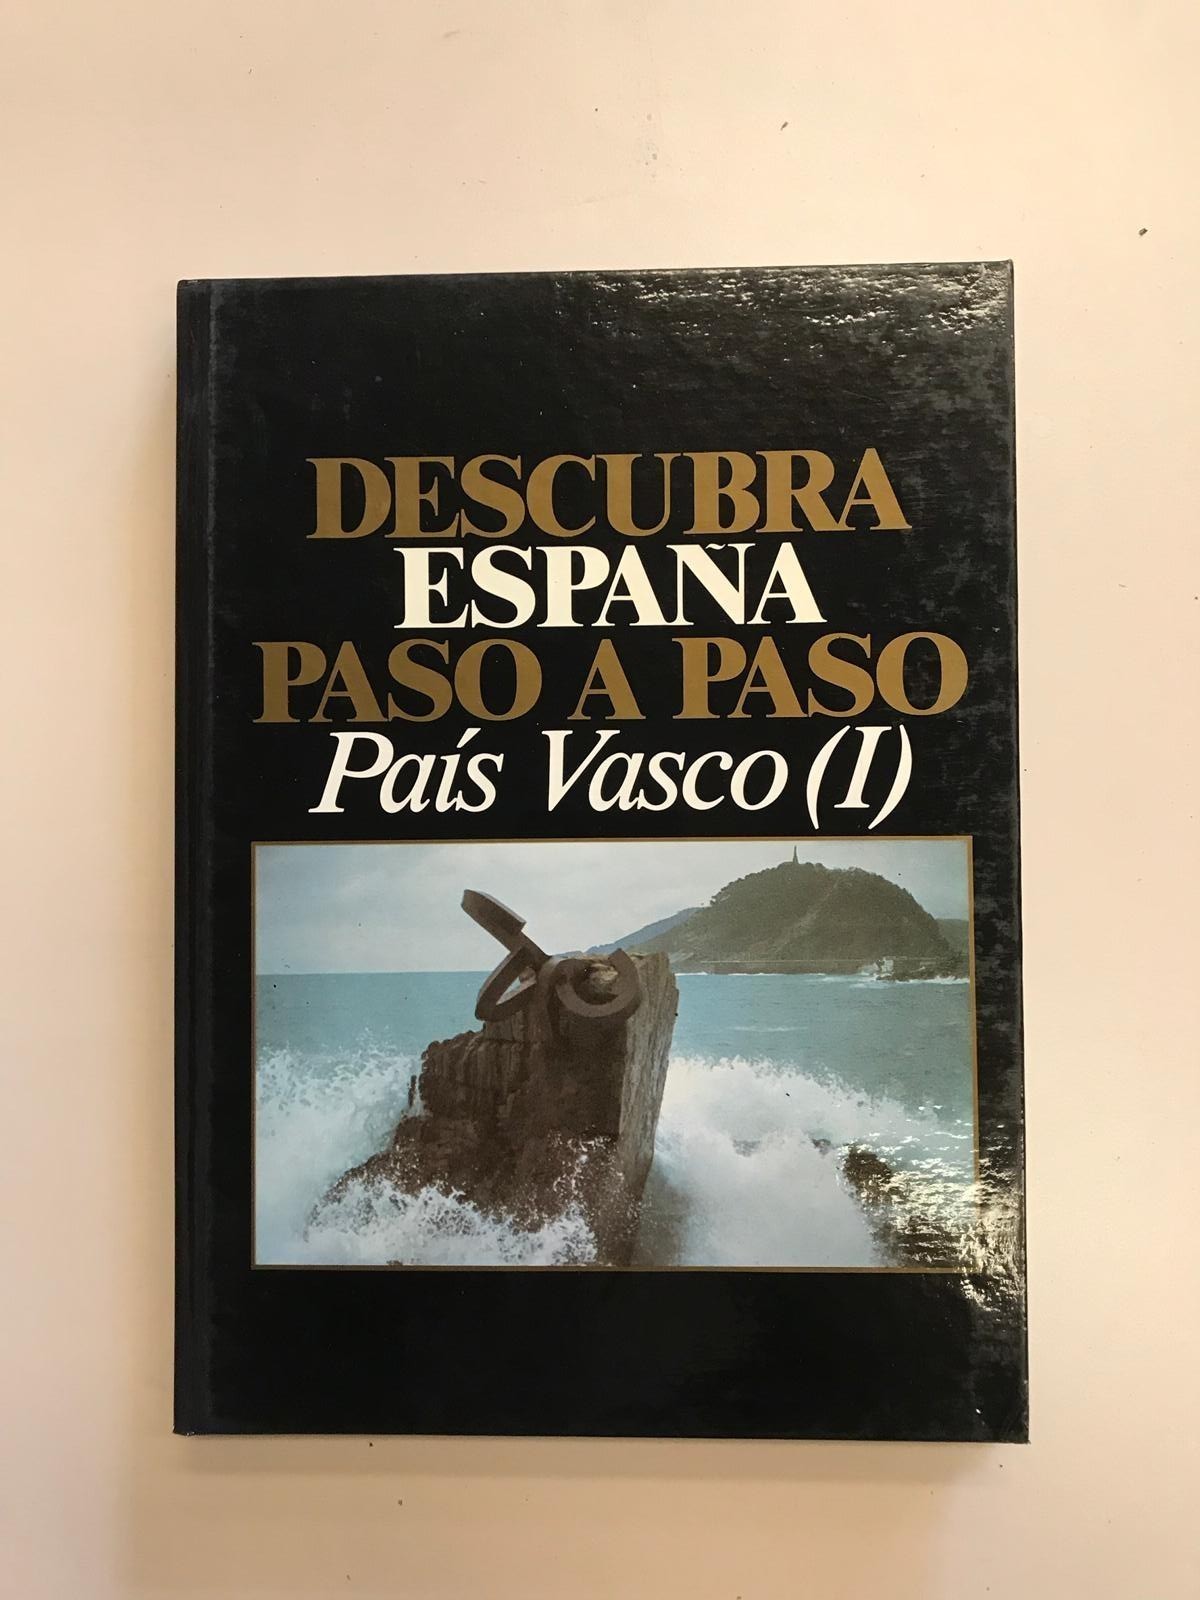 DESCUBRA
ESPAÑA
PASO A PASO
País Vasco (I)